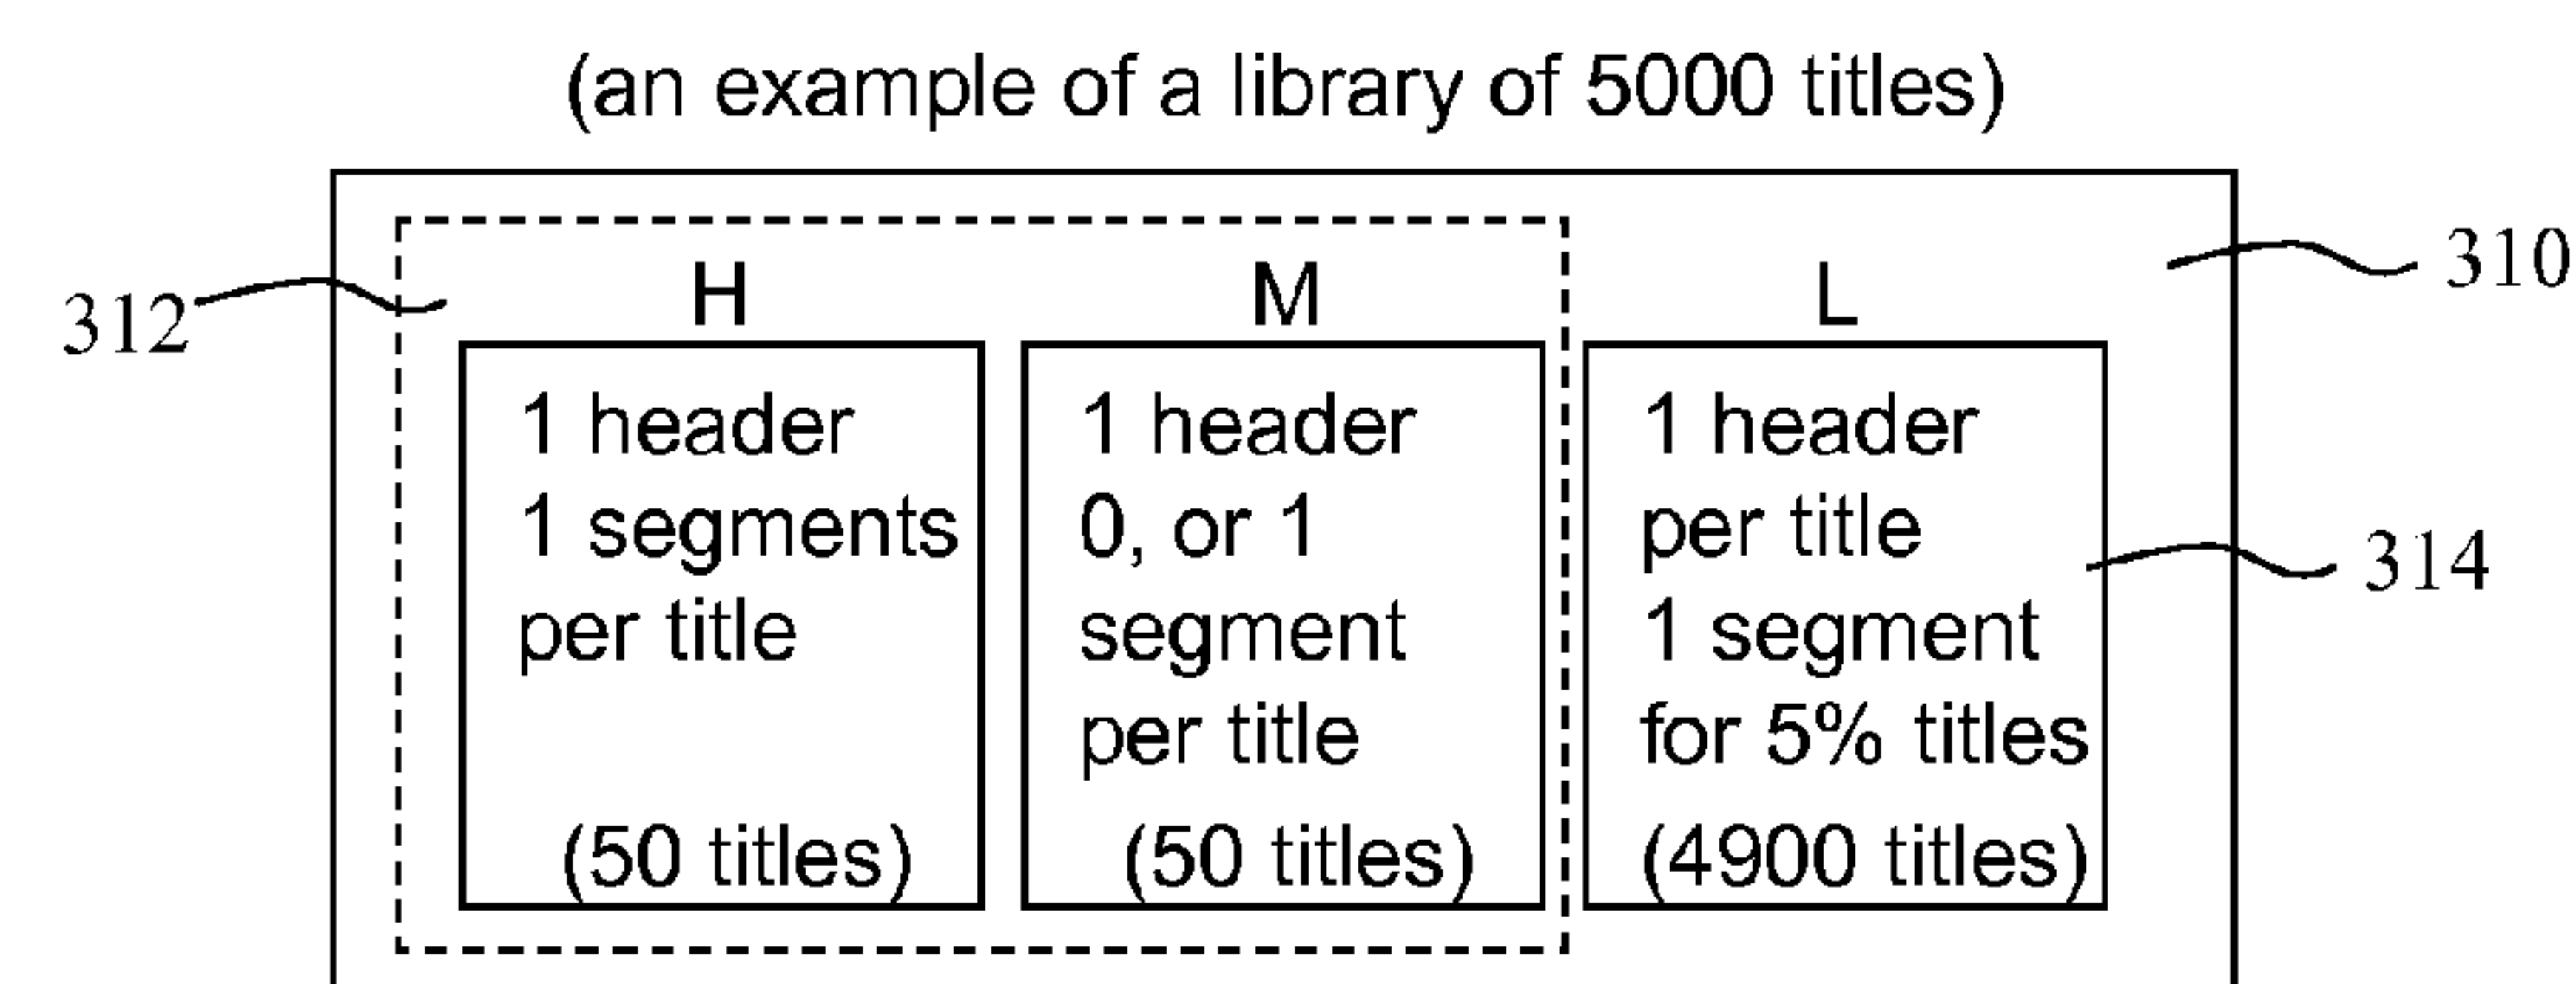 (an example of a library of 5000 titles)
310
312
H
1 header
1 segments
per title
(50 titles)
M
1 header
0, or 1
segment
per title
(50 titles)
L
1 header
per title
1 segment
for 5% titles
(4900 titles)
314